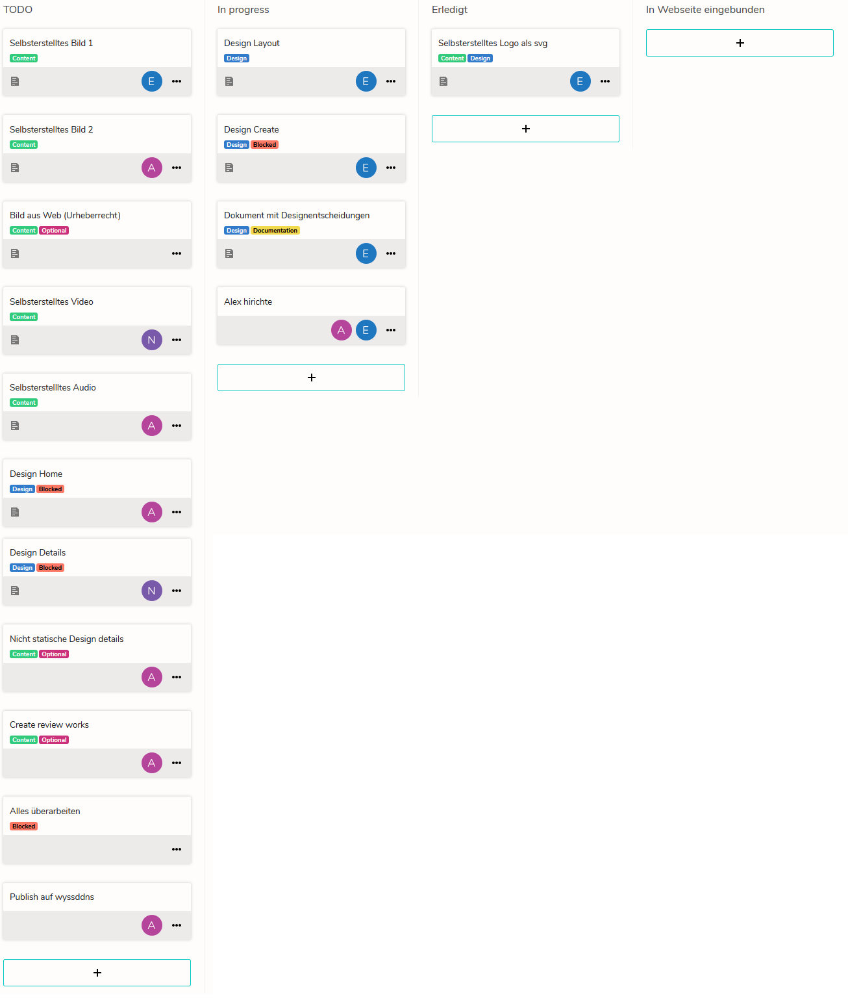 TODO
Selbsterstelltes Bild 1
Content
E
Selbsterstelltes Bild 2
Content
A
Bild aus Web (Urheberrecht)
Content Optional
Selbsterstelltes Video
Content
N
Selbsterstellltes Audio
Content
A
Design Home
Design Blocked
A
Design Details
Design Blocked
N
Nicht statische Design details
Content Optional
A
Create review works
Content Optional
A
Alles überarbeiten
Blocked
Publish auf wyssddns
A
In progress
Design Layout
Design
E
Design Create
Design Blocked
E
Dokument mit Designentscheidungen
Design Documentation
E
Alex hirichte
A E
Erledigt
Selbsterstelltes Logo als svg
Content Design
E
In Webseite eingebunden